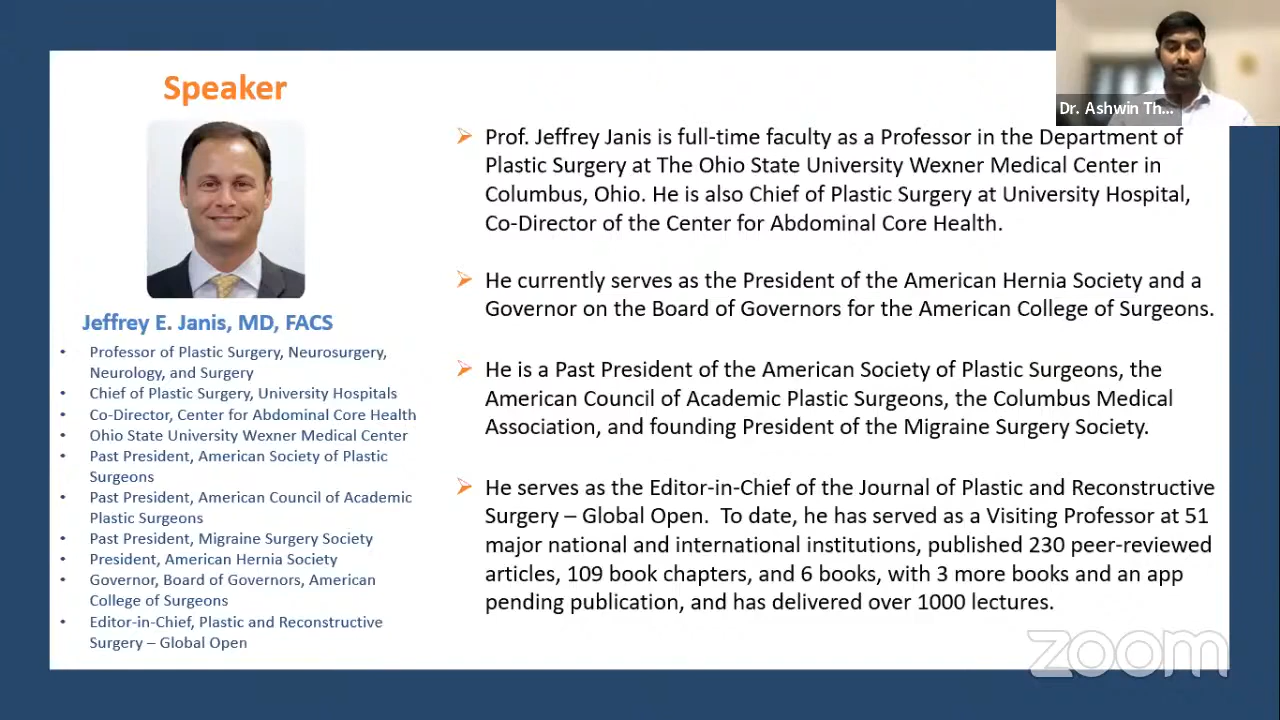 Speaker
Jeffrey E. Janis, MD, FACS
• Professor of Plastic Surgery, Neurosurgery,
Neurology, and Surgery
• Chief of Plastic Surgery, University Hospitals
• Co-Director, Center for Abdominal Core Health
• Ohio State University Wexner Medical Center
• Past President, American Society of Plastic
Surgeons
• Past President, American Council of Academic
Plastic Surgeons
• Past President, Migraine Surgery Society
• President, American Hernia Society
• Governor, Board of Governors, American
College of Surgeons
• Editor-in-Chief, Plastic and Reconstructive
Surgery – Global Open
Dr. Ashwin Th...
➢ Prof. Jeffrey Janis is full-time faculty as a Professor in the Department of
Plastic Surgery at The Ohio State University Wexner Medical Center in
Columbus, Ohio. He is also Chief of Plastic Surgery at University Hospital,
Co-Director of the Center for Abdominal Core Health.
➢ He currently serves as the President of the American Hernia Society and a
Governor on the Board of Governors for the American College of Surgeons.
➢ He is a Past President of the American Society of Plastic Surgeons, the
American Council of Academic Plastic Surgeons, the Columbus Medical
Association, and founding President of the Migraine Surgery Society.
➢ He serves as the Editor-in-Chief of the Journal of Plastic and Reconstructive
Surgery – Global Open. To date, he has served as a Visiting Professor at 51
major national and international institutions, published 230 peer-reviewed
articles, 109 book chapters, and 6 books, with 3 more books and an app
pending publication, and has delivered over 1000 lectures.
zoom